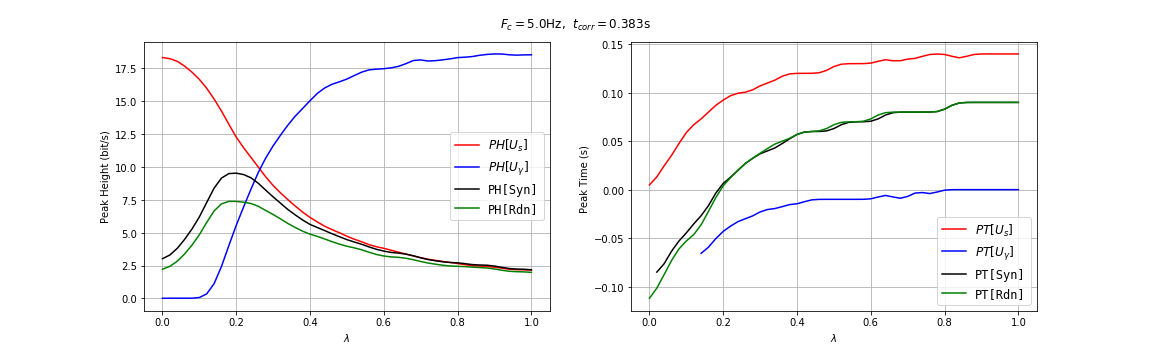 F_c = 5.0Hz, t_corr = 0.383s
Peak Height (bit/s)
17.5
15.0
12.5
10.0
7.5
5.0
2.5
0.0
0.0 0.2 0.4 0.6 0.8 1.0
λ
PH[U_s]
PH[U_γ]
PH[Syn]
PH[Rdn]
Peak Time (s)
0.15
0.10
0.05
0.00
−0.05
−0.10
0.0 0.2 0.4 0.6 0.8 1.0
λ
PT[U_s]
PT[U_γ]
PT[Syn]
PT[Rdn]